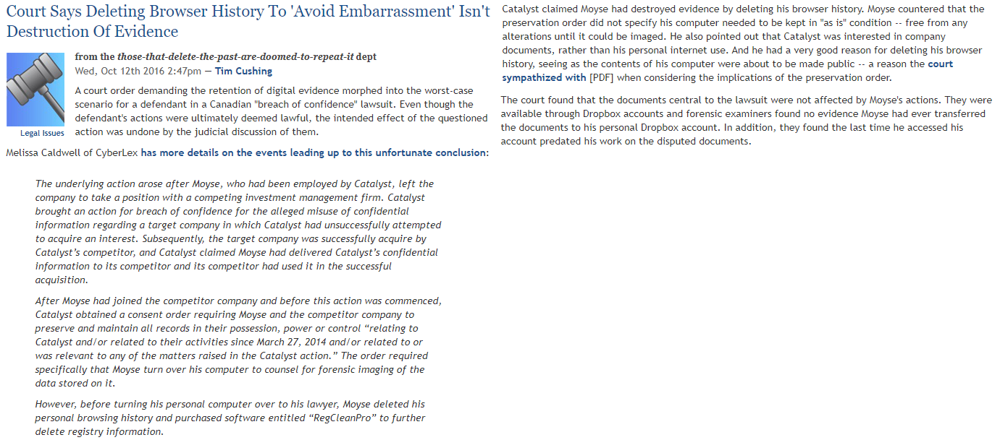 Court Says Deleting Browser History To 'Avoid Embarrassment' Isn't
Destruction Of Evidence
from the those-that-delete-the-past-are-doomed-to-repeat-it dept
Wed, Oct 12th 2016 2:47pm — Tim Cushing
Legal Issues
A court order demanding the retention of digital evidence morphed into the worst-case
scenario for a defendant in a Canadian "breach of confidence" lawsuit. Even though the
defendant's actions were ultimately deemed lawful, the intended effect of the questioned
action was undone by the judicial discussion of them.
Melissa Caldwell of CyberLex has more details on the events leading up to this unfortunate conclusion:
The underlying action arose after Moyse, who had been employed by Catalyst, left the
company to take a position with a competing investment management firm. Catalyst
brought an action for breach of confidence for the alleged misuse of confidential
information regarding a target company in which Catalyst had unsuccessfully attempted
to acquire an interest. Subsequently, the target company was successfully acquire by
Catalyst’s competitor, and Catalyst claimed Moyse had delivered Catalyst’s confidential
information to its competitor and its competitor had used it in the successful
acquisition.
After Moyse had joined the competitor company and before this action was commenced,
Catalyst obtained a consent order requiring Moyse and the competitor company to
preserve and maintain all records in their possession, power or control “relating to
Catalyst and/or related to their activities since March 27, 2014 and/or related to or
was relevant to any of the matters raised in the Catalyst action.” The order required
specifically that Moyse turn over his computer to counsel for forensic imaging of the
data stored on it.
However, before turning his personal computer over to his lawyer, Moyse deleted his
personal browsing history and purchased software entitled “RegCleanPro” to further
delete registry information.
Catalyst claimed Moyse had destroyed evidence by deleting his browser history. Moyse countered that the
preservation order did not specify his computer needed to be kept in "as is" condition -- free from any
alterations until it could be imaged. He also pointed out that Catalyst was interested in company
documents, rather than his personal internet use. And he had a very good reason for deleting his browser
history, seeing as the contents of his computer were about to be made public -- a reason the court
sympathized with [PDF] when considering the implications of the preservation order.
The court found that the documents central to the lawsuit were not affected by Moyse's actions. They were
available through Dropbox accounts and forensic examiners found no evidence Moyse had ever transferred
the documents to his personal Dropbox account. In addition, they found the last time he accessed his
account predated his work on the disputed documents.